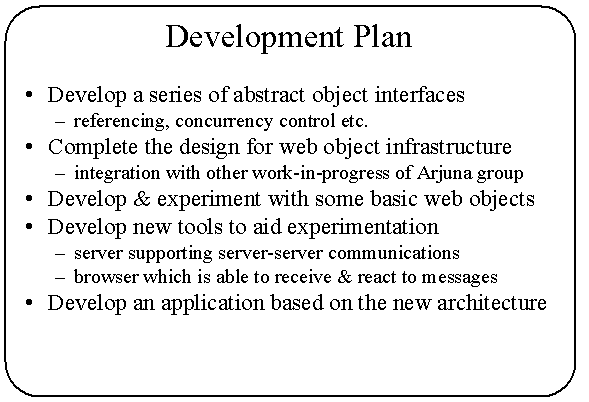 Development Plan
• Develop a series of abstract object interfaces
– referencing, concurrency control etc.
• Complete the design for web object infrastructure
– integration with other work-in-progress of Arjuna group
• Develop & experiment with some basic web objects
• Develop new tools to aid experimentation
– server supporting server-server communications
– browser which is able to receive & react to messages
• Develop an application based on the new architecture